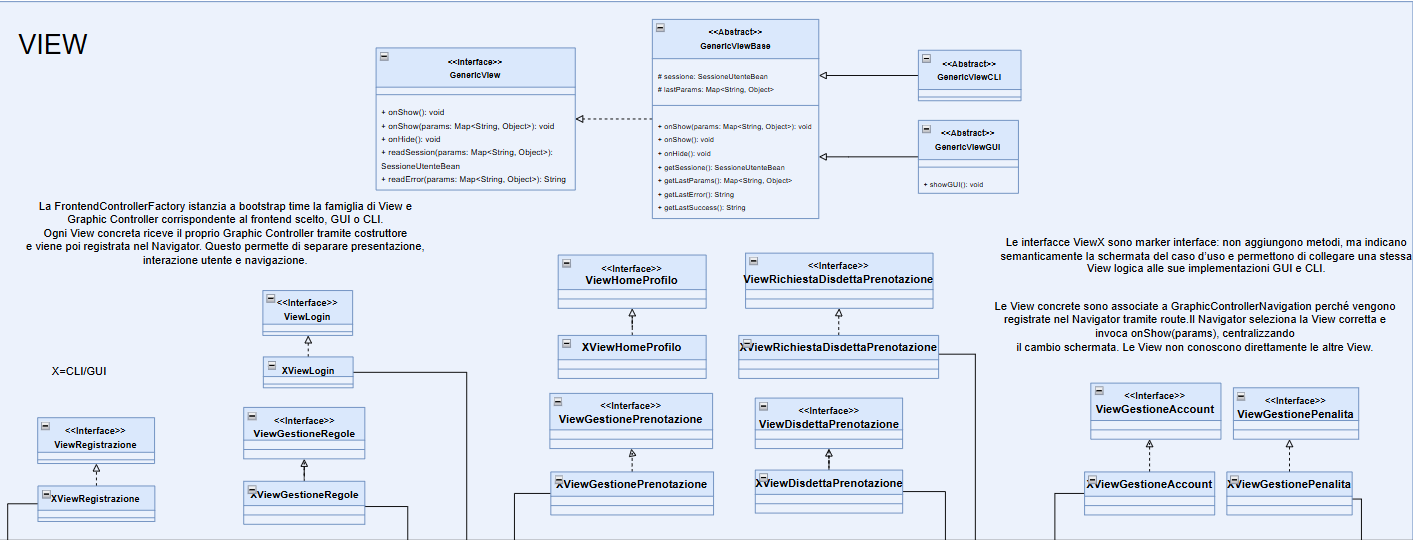 VIEW
<<Interface>>
GenericView
+ onShow(): void
+ onShow(params: Map<String, Object>): void
+ onHide(): void
+ readSession(params: Map<String, Object>):
SessioneUtenteBean
+ readError(params: Map<String, Object>): String
<<Abstract>>
GenericViewBase
# sessione: SessioneUtenteBean
# lastParams: Map<String, Object>
+ onShow(params: Map<String, Object>): void
+ onShow(): void
+ onHide(): void
+ getSessione(): SessioneUtenteBean
+ getLastParams(): Map<String, Object>
+ getLastError(): String
+ getLastSuccess(): String
<<Abstract>>
GenericViewCLI
<<Abstract>>
GenericViewGUI
+ showGUI(): void
La FrontendControllerFactory istanzia a bootstrap time la famiglia di View e
Graphic Controller corrispondente al frontend scelto, GUI o CLI.
Ogni View concreta riceve il proprio Graphic Controller tramite costruttore
e viene poi registrata nel Navigator. Questo permette di separare presentazione,
interazione utente e navigazione.
Le interfacce ViewX sono marker interface: non aggiungono metodi, ma indicano
semanticamente la schermata del caso d'uso e permettono di collegare una stessa
View logica alle sue implementazioni GUI e CLI.
Le View concrete sono associate a GraphicControllerNavigation perché vengono
registrate nel Navigator tramite route.Il Navigator seleziona la View corretta e
invoca onShow(params), centralizzando
il cambio schermata. Le View non conoscono direttamente le altre View.
<<Interface>>
ViewLogin
XViewLogin
<<Interface>>
ViewHomeProfilo
XViewHomeProfilo
<<Interface>>
ViewRichiestaDisdettaPrenotazione
XViewRichiestaDisdettaPrenotazione
X=CLI/GUI
<<Interface>>
ViewRegistrazione
XViewRegistrazione
<<Interface>>
ViewGestioneRegole
XViewGestioneRegole
<<Interface>>
ViewGestionePrenotazione
XViewGestionePrenotazione
<<Interface>>
ViewDisdettaPrenotazione
XViewDisdettaPrenotazione
<<Interface>>
ViewGestioneAccount
XViewGestioneAccount
<<Interface>>
ViewGestionePenalita
XViewGestionePenalita